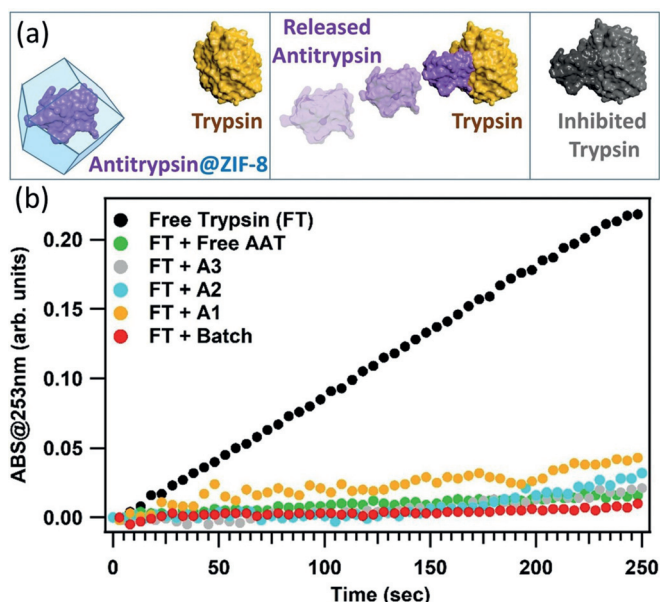 (a)
Trypsin
Antitrypsin@ZIF-8
Released
Antitrypsin
Trypsin
Inhibited
Trypsin
(b)
ABS@253nm (arb. units)
0.20
0.15
0.10
0.05
0.00
Free Trypsin (FT)
FT + Free AAT
FT + A3
FT + A2
FT + A1
FT + Batch
0 50 100 150 200 250
Time (sec)